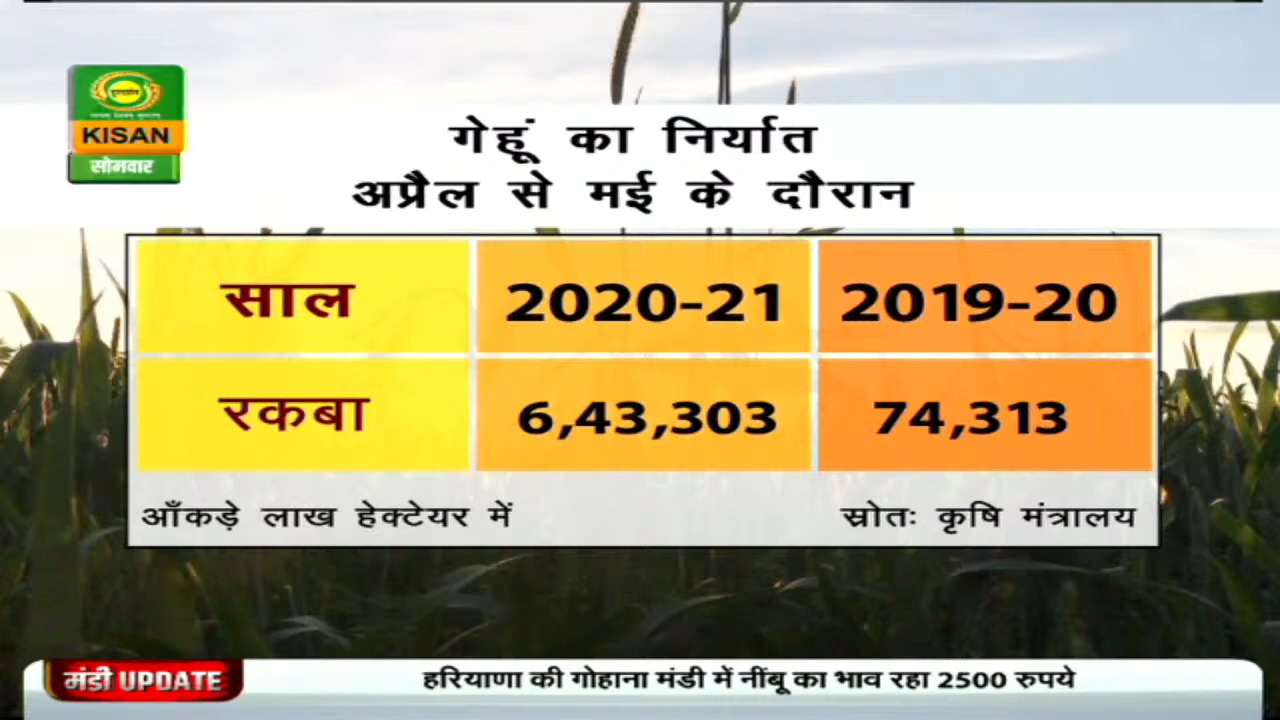 KISAN
सोमवार
गेहूं का निर्यात
अप्रैल से मई के दौरान
साल 2020-21 2019-20
रकबा 6,43,303 74,313
आँकड़े लाख हेक्टेयर में स्रोतः कृषि मंत्रालय
मंडी UPDATE हरियाणा की गोहाना मंडी में नींबू का भाव रहा 2500 रुपये